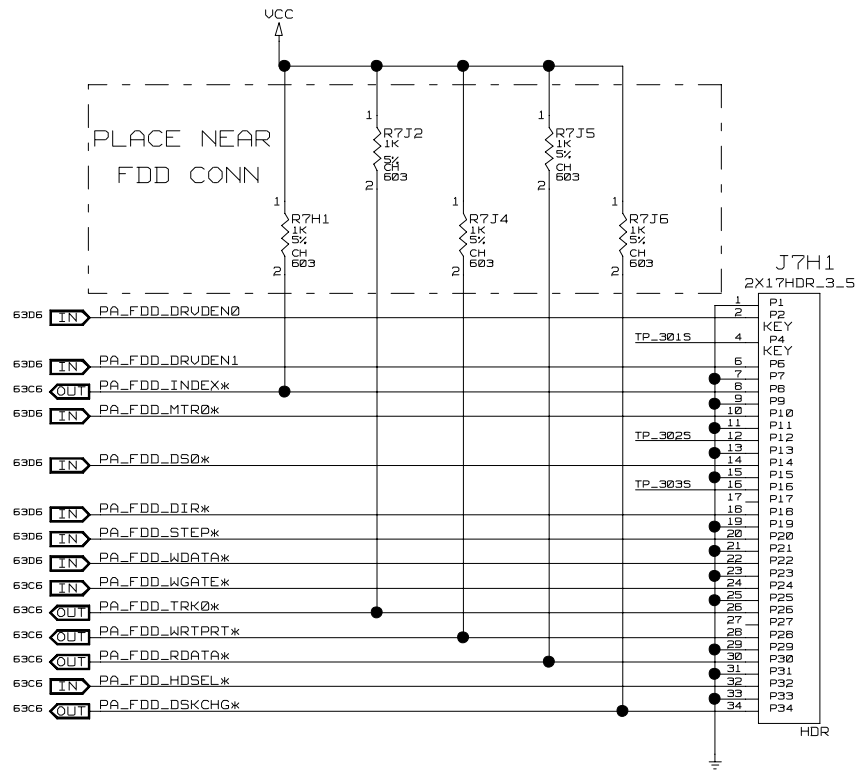 VCC
PLACE NEAR
FDD CONN
1
R7J2
1K
5%
CH
603
2
1
R7J5
1K
5%
CH
603
2
1
R7H1
1K
5%
CH
603
2
1
R7J4
1K
5%
CH
603
2
1
R7J6
1K
5%
CH
603
2
J7H1
2X17HDR_3_5
1 P1
63D6 IN PA_FDD_DRVDEN0 2 P2
KEY
TP_3015 4 P4
KEY
63D6 IN PA_FDD_DRVDEN1 6 P6
7 P7
63C6 OUT PA_FDD_INDEX* 8 P8
9 P9
63D6 IN PA_FDD_MTR0* 10 P10
11 P11
TP_3025 12 P12
13 P13
63D6 IN PA_FDD_DS0* 14 P14
15 P15
TP_3035 16 P16
17 P17
63D6 IN PA_FDD_DIR* 18 P18
19 P19
63D6 IN PA_FDD_STEP* 20 P20
21 P21
63D6 IN PA_FDD_WDATA* 22 P22
23 P23
63C6 IN PA_FDD_WGATE* 24 P24
25 P25
63C6 OUT PA_FDD_TRK0* 26 P26
27 P27
63C6 OUT PA_FDD_WRTPRT* 28 P28
29 P29
63C6 OUT PA_FDD_RDATA* 30 P30
31 P31
63C6 IN PA_FDD_HDSEL* 32 P32
33 P33
63C6 OUT PA_FDD_DSKCHG* 34 P34
HDR